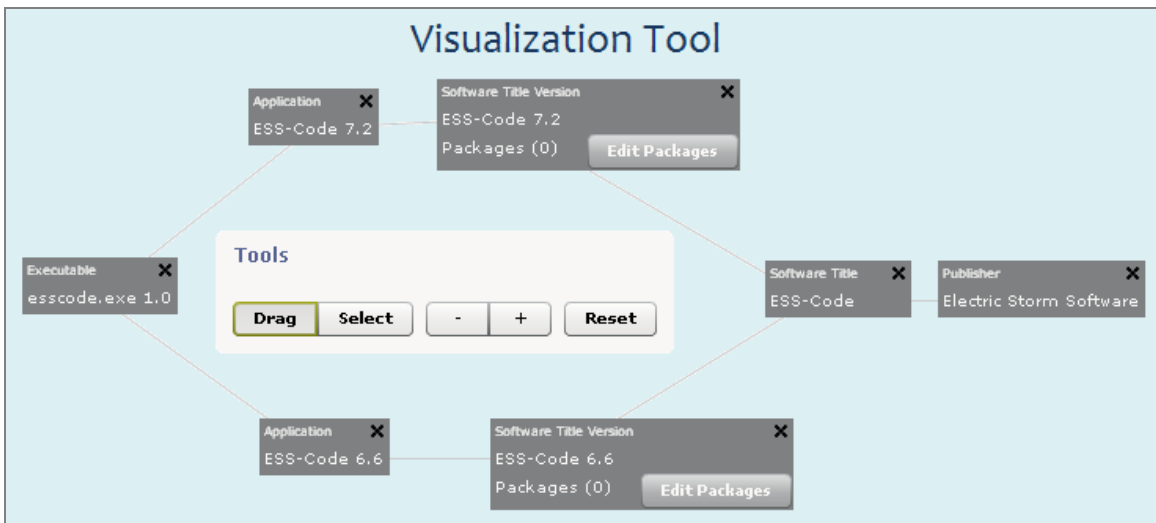 Visualization Tool
Application
ESS-Code 7.2
Software Title Version
ESS-Code 7.2
Packages (0)
Edit Packages
Executable
esscode.exe 1.0
Tools
Drag
Select
-
+
Reset
Software Title
ESS-Code
Publisher
Electric Storm Software
Application
ESS-Code 6.6
Software Title Version
ESS-Code 6.6
Packages (0)
Edit Packages